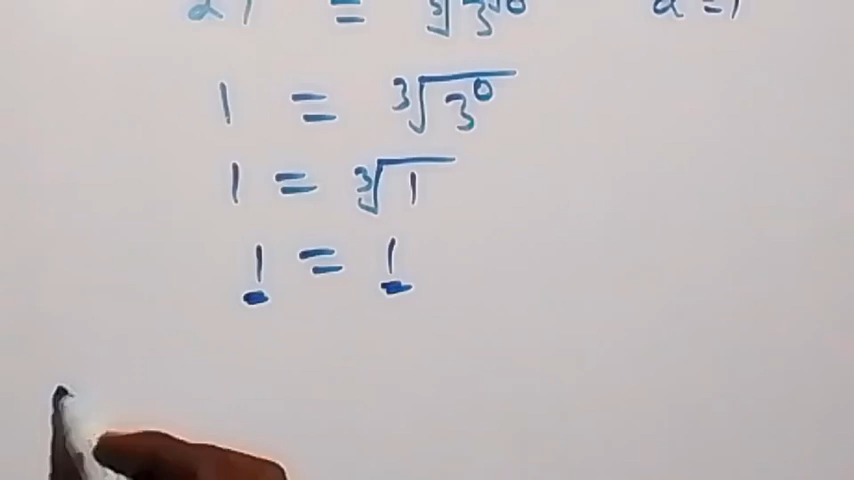 1 = ∛3⁰
1 = ∛1
1 = 1